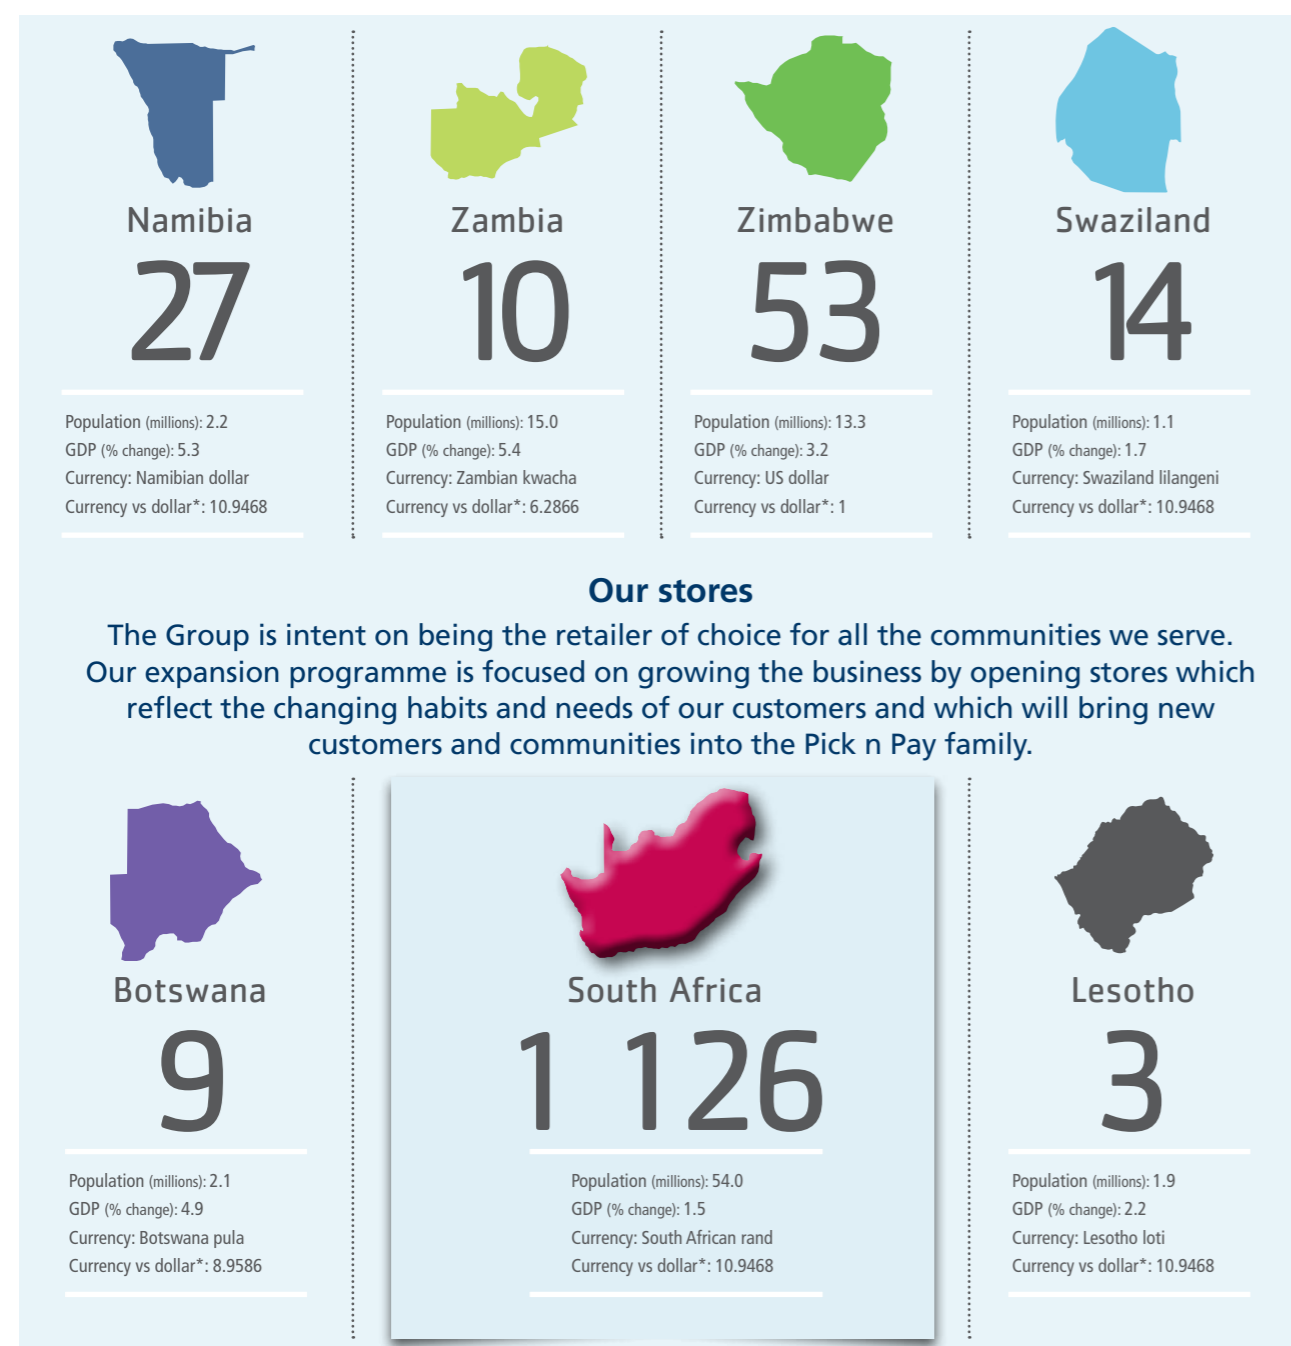 Namibia
27
Population (millions): 2.2
GDP (% change): 5.3
Currency: Namibian dollar
Currency vs dollar*: 10.9468
Zambia
10
Population (millions): 15.0
GDP (% change): 5.4
Currency: Zambian kwacha
Currency vs dollar*: 6.2866
Zimbabwe
53
Population (millions): 13.3
GDP (% change): 3.2
Currency: US dollar
Currency vs dollar*: 1
Swaziland
14
Population (millions): 1.1
GDP (% change): 1.7
Currency: Swaziland lilangeni
Currency vs dollar*: 10.9468
Our stores
The Group is intent on being the retailer of choice for all the communities we serve.
Our expansion programme is focused on growing the business by opening stores which
reflect the changing habits and needs of our customers and which will bring new
customers and communities into the Pick n Pay family.
Botswana
9
Population (millions): 2.1
GDP (% change): 4.9
Currency: Botswana pula
Currency vs dollar*: 8.9586
South Africa
1 126
Population (millions): 54.0
GDP (% change): 1.5
Currency: South African rand
Currency vs dollar*: 10.9468
Lesotho
3
Population (millions): 1.9
GDP (% change): 2.2
Currency: Lesotho loti
Currency vs dollar*: 10.9468